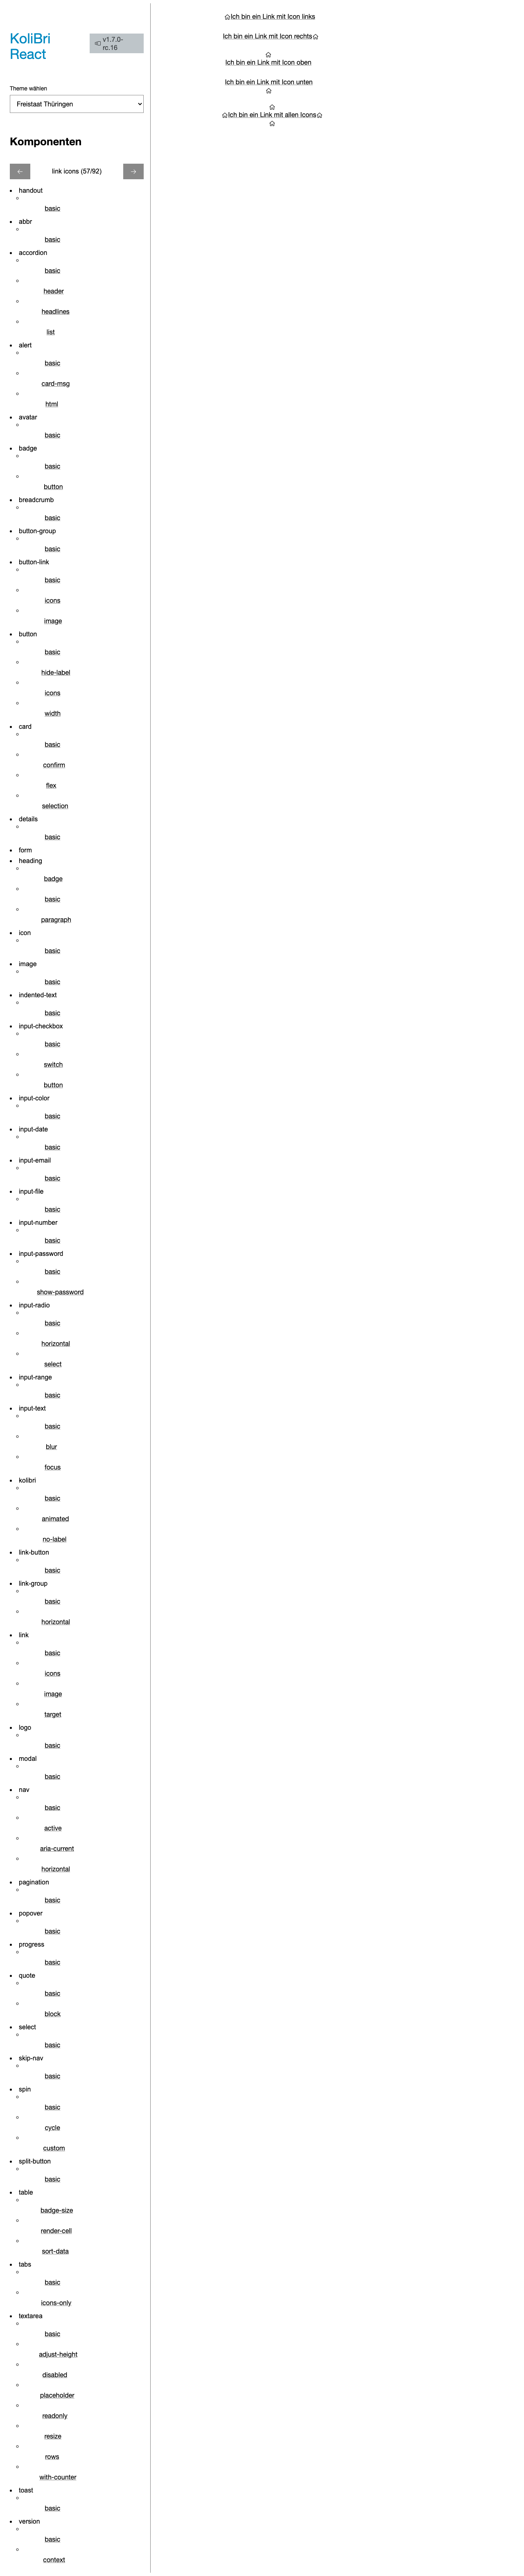 KoliBri
React
v1.7.0-
rc.16
Theme wählen
Freistaat Thüringen
Komponenten
link icons (57/92)
handout
basic
abbr
basic
accordion
basic
header
headlines
list
alert
basic
card-msg
html
avatar
basic
badge
basic
button
breadcrumb
basic
button-group
basic
button-link
basic
icons
image
button
basic
hide-label
icons
width
card
basic
confirm
flex
selection
details
basic
form
heading
badge
basic
paragraph
icon
basic
image
basic
indented-text
basic
input-checkbox
basic
switch
button
input-color
basic
input-date
basic
input-email
basic
input-file
basic
input-number
basic
input-password
basic
show-password
input-radio
basic
horizontal
select
input-range
basic
input-text
basic
blur
focus
kolibri
basic
animated
no-label
link-button
basic
link-group
basic
horizontal
link
basic
icons
image
target
logo
basic
modal
basic
nav
basic
active
aria-current
horizontal
pagination
basic
popover
basic
progress
basic
quote
basic
block
select
basic
skip-nav
basic
spin
basic
cycle
custom
split-button
basic
table
badge-size
render-cell
sort-data
tabs
basic
icons-only
textarea
basic
adjust-height
disabled
placeholder
readonly
resize
rows
with-counter
toast
basic
version
basic
context
Ich bin ein Link mit Icon links
Ich bin ein Link mit Icon rechts
Ich bin ein Link mit Icon oben
Ich bin ein Link mit Icon unten
Ich bin ein Link mit allen Icons